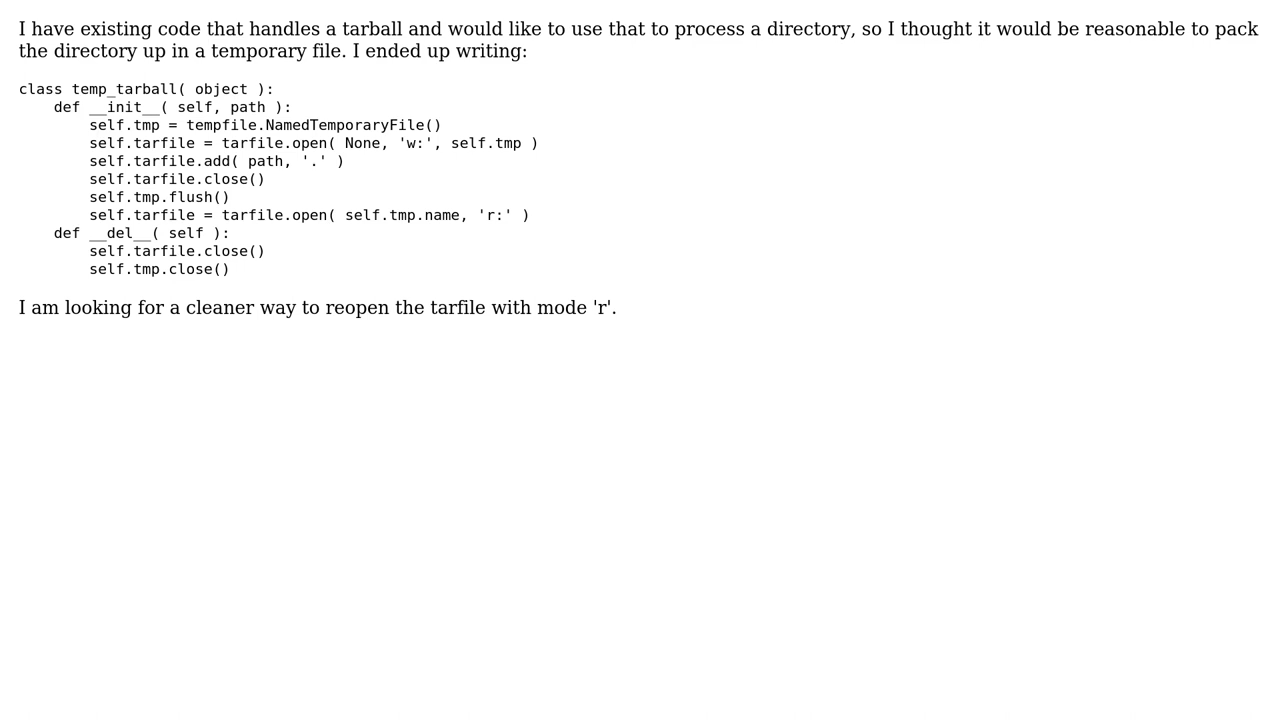 I have existing code that handles a tarball and would like to use that to process a directory, so I thought it would be reasonable to pack
the directory up in a temporary file. I ended up writing:
class temp_tarball( object ):
    def __init__( self, path ):
        self.tmp = tempfile.NamedTemporaryFile()
        self.tarfile = tarfile.open( None, 'w:', self.tmp )
        self.tarfile.add( path, '.' )
        self.tarfile.close()
        self.tmp.flush()
        self.tarfile = tarfile.open( self.tmp.name, 'r:' )
    def __del__( self ):
        self.tarfile.close()
        self.tmp.close()
I am looking for a cleaner way to reopen the tarfile with mode 'r'.